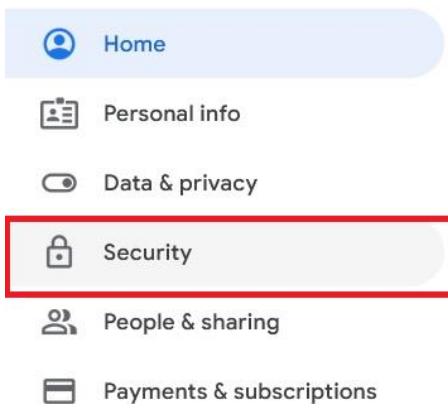 Home
Personal info
Data & privacy
Security
People & sharing
Payments & subscriptions